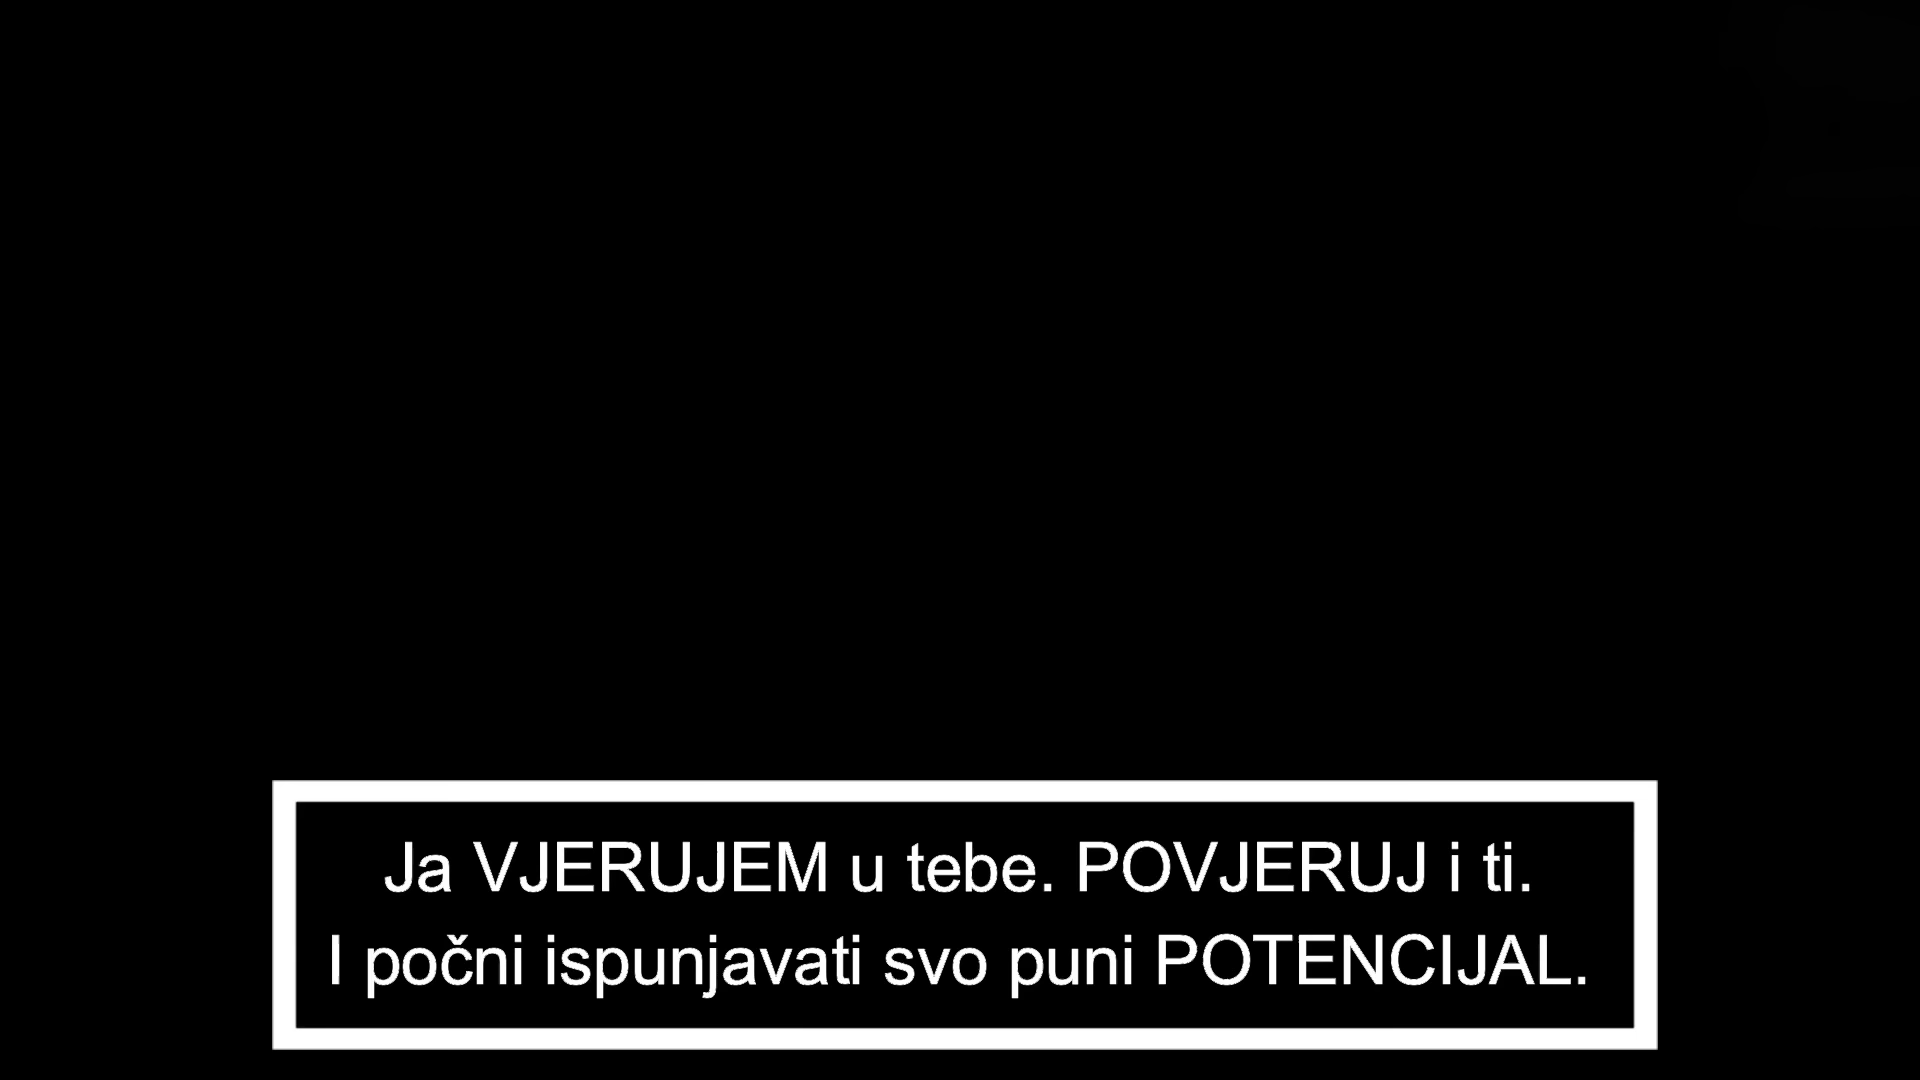 Ja VJERUJEM u tebe. POVJERUJ i ti.
I počni ispunjavati svo puni POTENCIJAL.